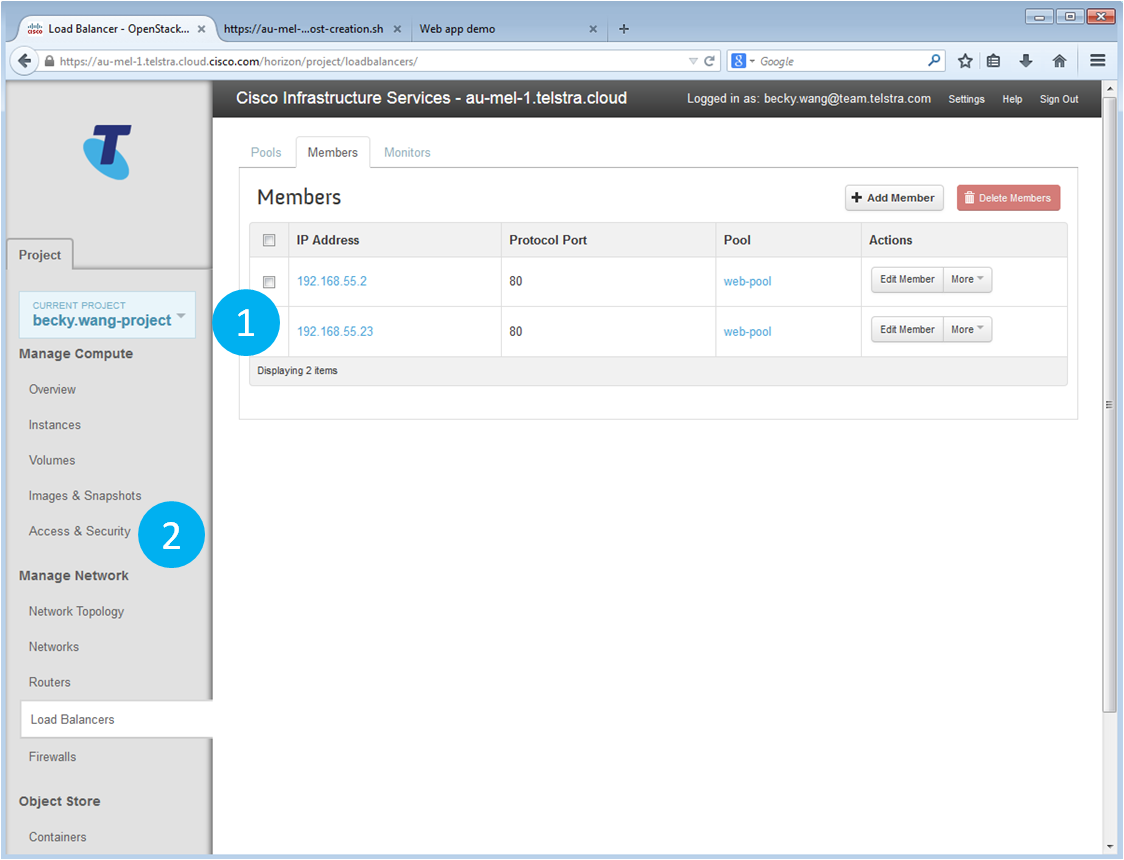 Load Balancer - OpenStack... https://au-mel-...ost-creation.sh Web app demo
https://au-mel-1.telstra.cloud.cisco.com/horizon/project/loadbalancers/ Google
Cisco Infrastructure Services - au-mel-1.telstra.cloud Logged in as: becky.wang@team.telstra.com Settings Help Sign Out
T
Project
CURRENT PROJECT
becky.wang-project
Manage Compute
Overview
Instances
Volumes
Images & Snapshots
Access & Security 2
Manage Network
Network Topology
Networks
Routers
Load Balancers
Firewalls
Object Store
Containers
Pools Members Monitors
Members + Add Member Delete Members
IP Address Protocol Port Pool Actions
192.168.55.2 80 web-pool Edit Member More
1 192.168.55.23 80 web-pool Edit Member More
Displaying 2 items